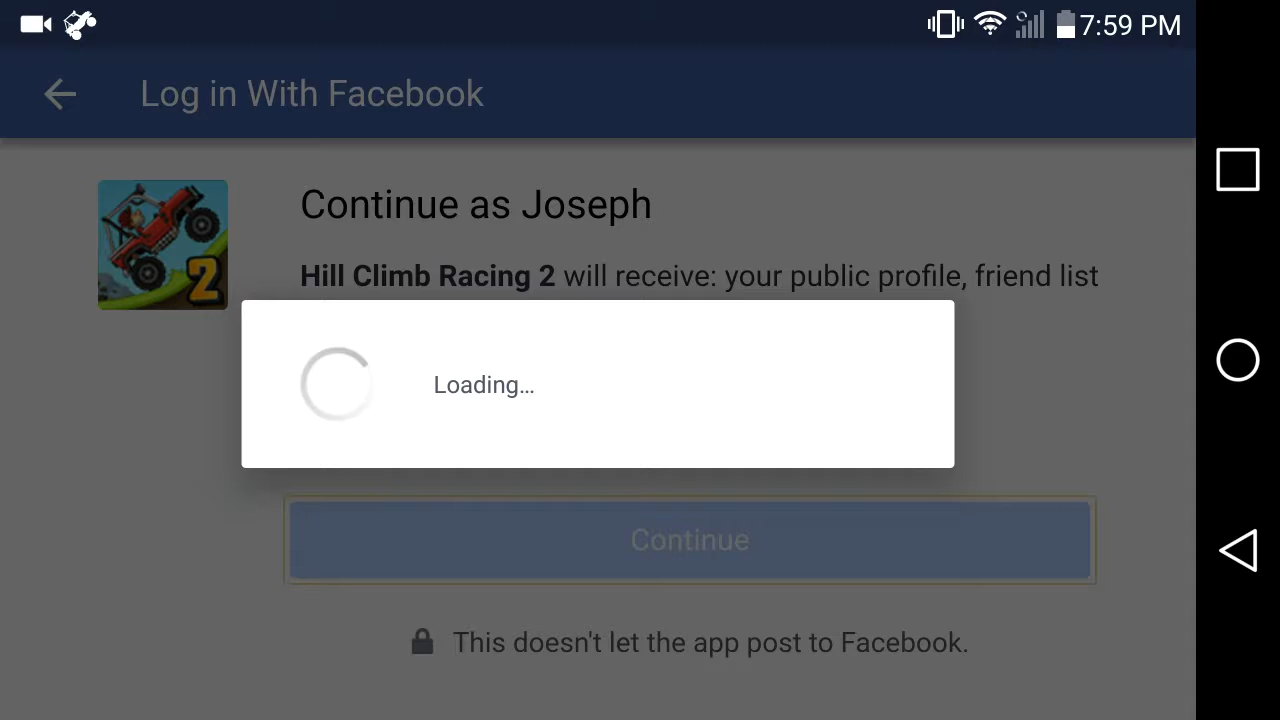 7:59 PM
Log in With Facebook
Continue as Joseph
Hill Climb Racing 2 will receive: your public profile, friend list
2
Loading...
Continue
This doesn't let the app post to Facebook.